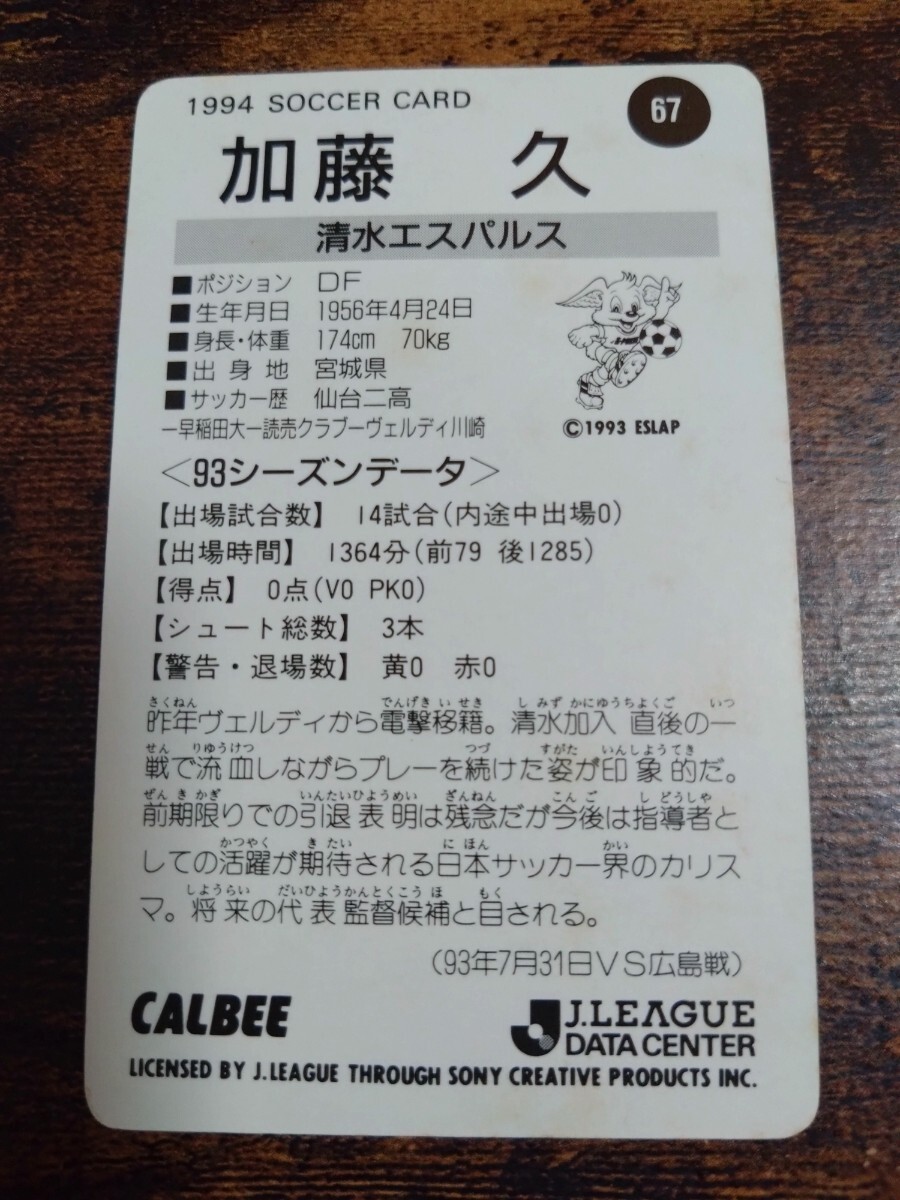 1994 SOCCER CARD
67
加藤 久
清水エスパルス
■ポジション DF
■生年月日 1956年4月24日
■身長・体重 174cm 70kg
■出身地 宮城県
■サッカー歴 仙台二高
ー早稲田大ー読売クラブーヴェルディ川崎
©1993 ESLAP
<93シーズンデータ>
【出場試合数】 14試合(内途中出場0)
【出場時間】 1364分(前79 後1285)
【得点】 0点(V0 PK0)
【シュート総数】 3本
【警告・退場数】 黄0 赤0
さくねん でんげき い せき し みず かにゆうちよくご いつ
昨年ヴェルディから電撃移籍。清水加入 直後の一
せん りゆうけつ つづ すがた いんしようてき
戦で流血しながらプレーを続けた姿が印象的だ。
ぜん き かぎ いんたいひようめい ざんねん こん ご し どうしや
前期限りでの引退表明は残念だが今後は指導者と
かつやく き たい に ほん かい
しての活躍が期待される日本サッカー界のカリス
しようらい だいひようかんとくこう ほ もく
マ。将来の代表監督候補と目される。
(93年7月31日VS広島戦)
CALBEE
J.LEAGUE
DATA CENTER
LICENSED BY J.LEAGUE THROUGH SONY CREATIVE PRODUCTS INC.